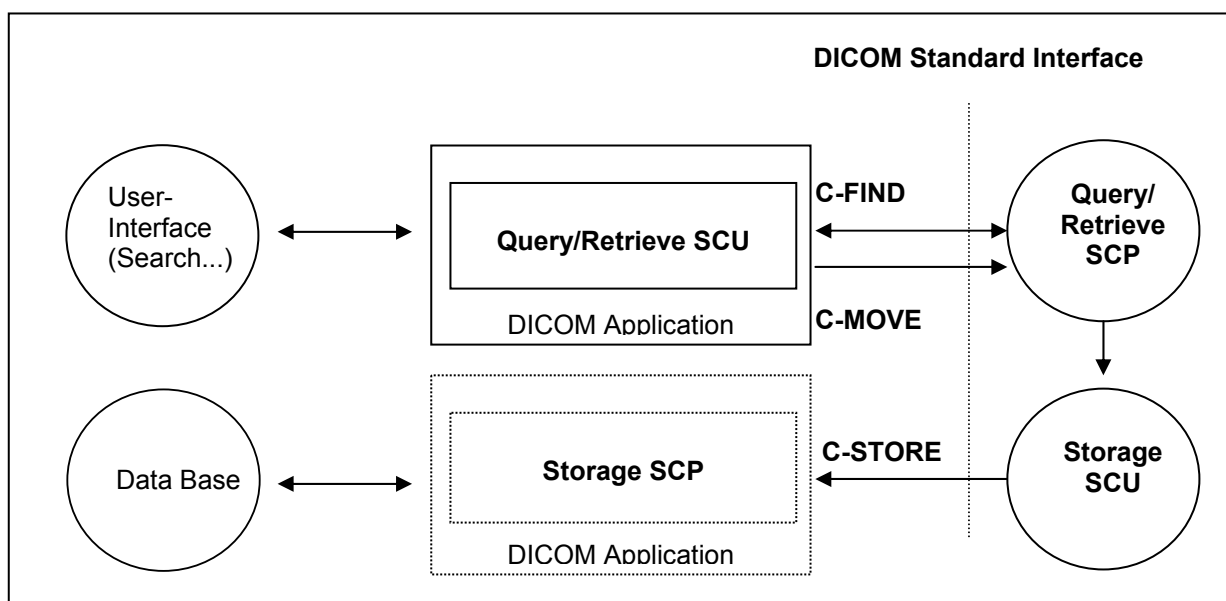 DICOM Standard Interface
User-
Interface
(Search...)
Query/Retrieve SCU
DICOM Application
C-FIND
C-MOVE
Query/
Retrieve
SCP
Data Base
Storage SCP
DICOM Application
C-STORE
Storage
SCU